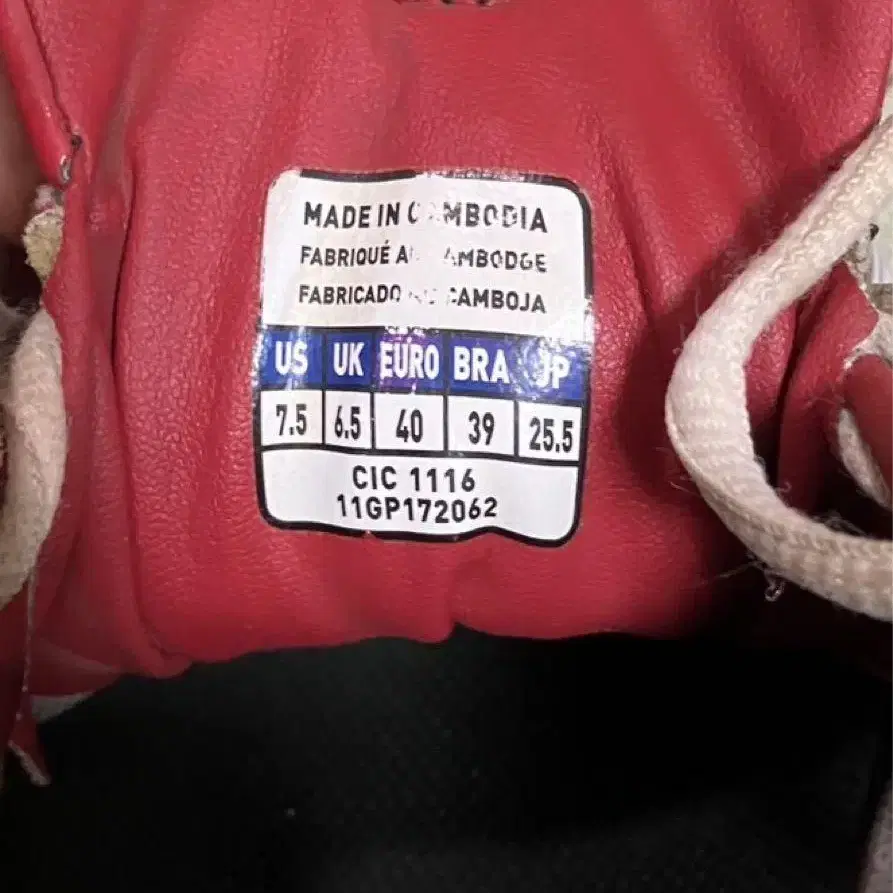 MADE IN CAMBODIA
FABRIQUÉ AU CAMBODGE
FABRICADO CAMBOJA
US UK EURO BRA JP
7.5 6.5 40 39 25.5
CIC 1116
11GP172062